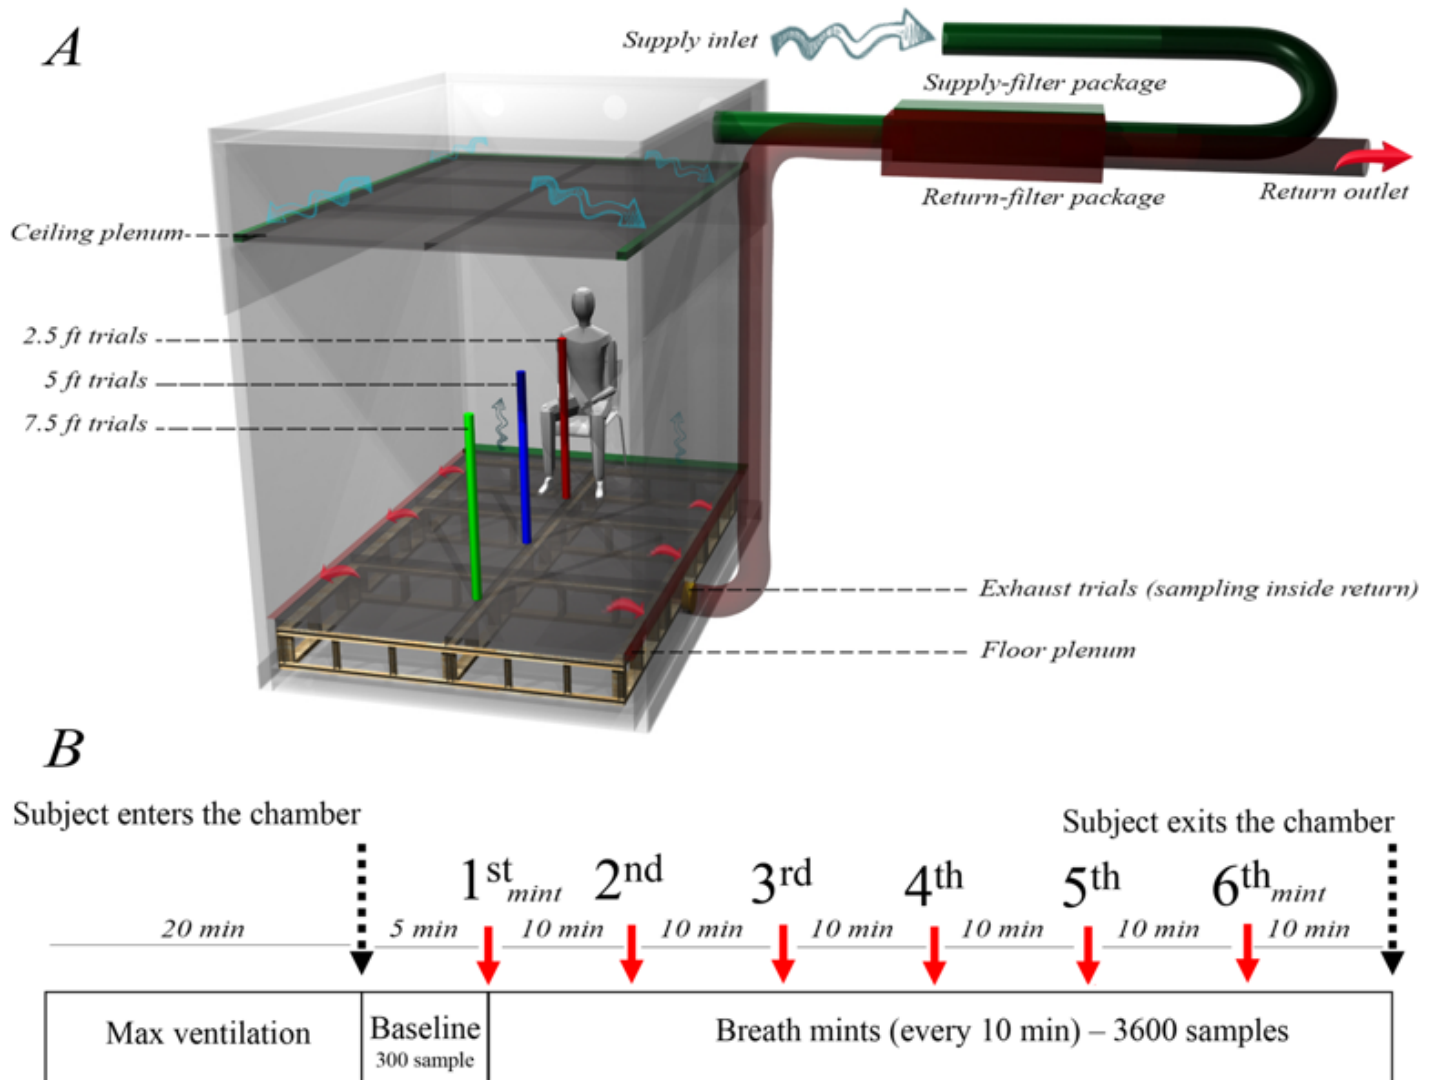 A
Supply inlet
Supply-filter package
Return-filter package
Return outlet
Ceiling plenum
2.5 ft trials
5 ft trials
7.5 ft trials
Exhaust trials (sampling inside return)
Floor plenum
B
Subject enters the chamber
Subject exits the chamber
1st mint 2nd 3rd 4th 5th 6th mint
20 min 5 min 10 min 10 min 10 min 10 min 10 min 10 min
Max ventilation
Baseline
300 sample
Breath mints (every 10 min) – 3600 samples